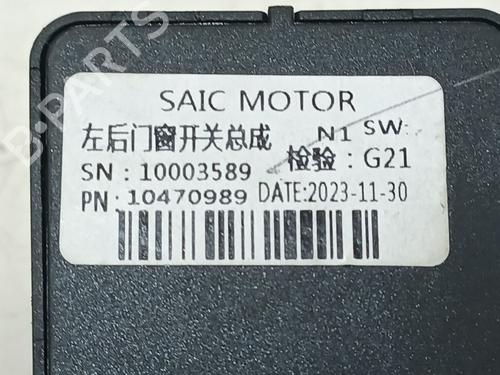 SAIC MOTOR
左后门窗开关总成 N1 SW:
SN : 10003589 检验 : G21
PN : 10470989 DATE:2023-11-30
B-PARTS